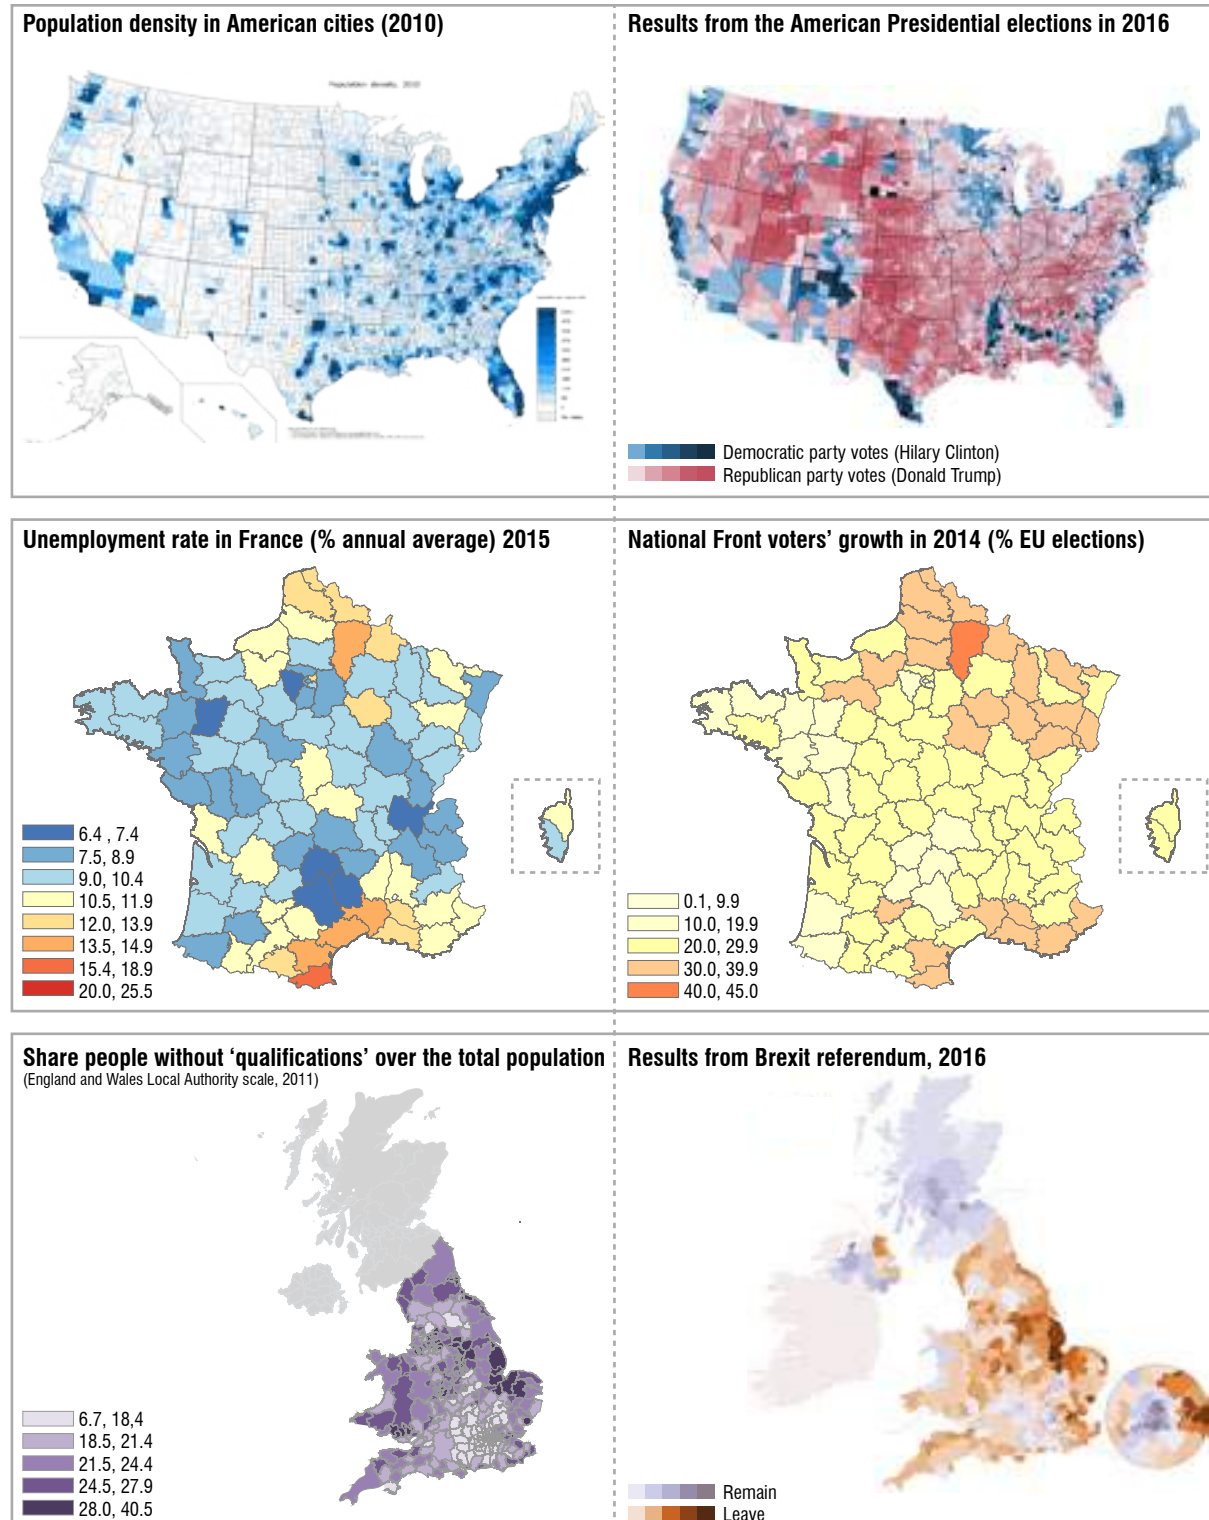 Population density in American cities (2010)
Population density, 2010
Results from the American Presidential elections in 2016
Democratic party votes (Hilary Clinton)
Republican party votes (Donald Trump)
Unemployment rate in France (% annual average) 2015
6.4 , 7.4
7.5, 8.9
9.0, 10.4
10.5, 11.9
12.0, 13.9
13.5, 14.9
15.4, 18.9
20.0, 25.5
National Front voters’ growth in 2014 (% EU elections)
0.1, 9.9
10.0, 19.9
20.0, 29.9
30.0, 39.9
40.0, 45.0
Share people without ‘qualifications’ over the total population
(England and Wales Local Authority scale, 2011)
6.7, 18,4
18.5, 21.4
21.5, 24.4
24.5, 27.9
28.0, 40.5
Results from Brexit referendum, 2016
Remain
Leave